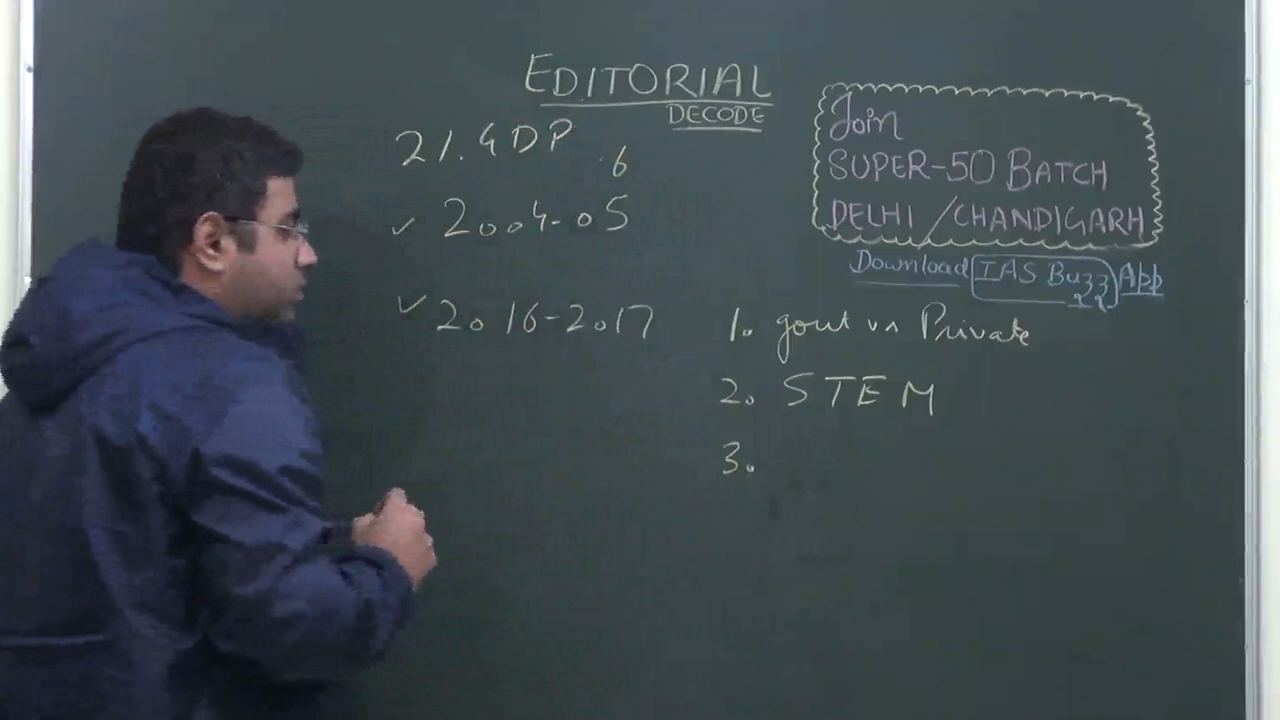 EDITORIAL
DECODE
21. GDP 6
✓ 2004-05
✓ 2016-2017
Join
SUPER-50 BATCH
DELHI / CHANDIGARH
Download IAS Buzz App
1. govt vs Private
2. STEM
3.